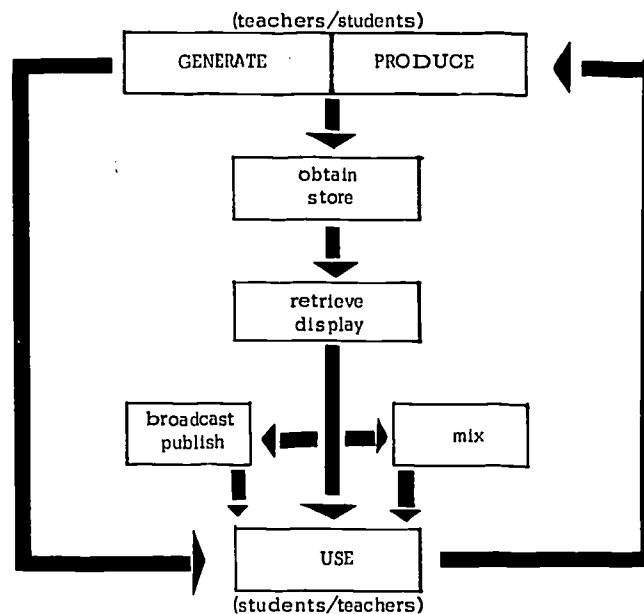 (teachers/students)
GENERATE PRODUCE
obtain
store
retrieve
display
broadcast
publish
mix
USE
(students/teachers)